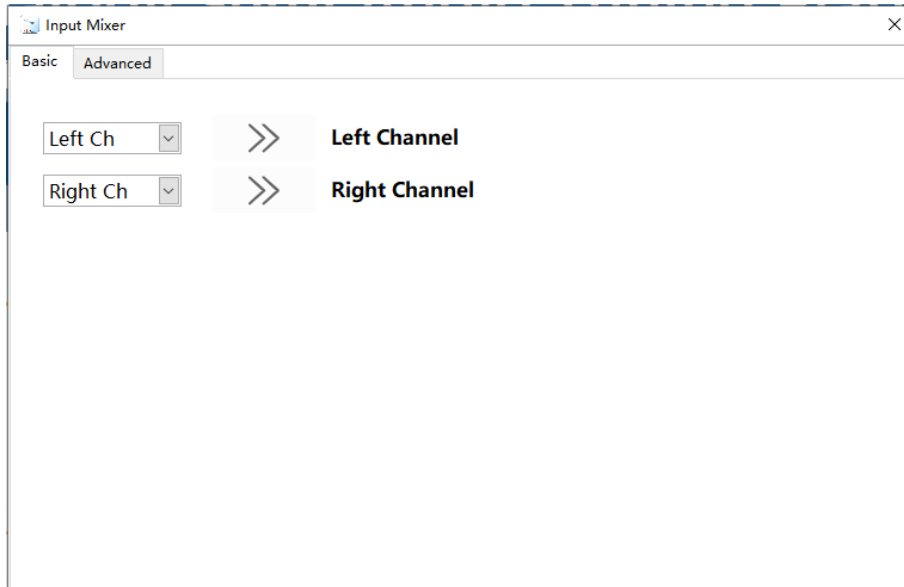 Input Mixer
Basic Advanced
Left Ch Left Channel
Right Ch Right Channel